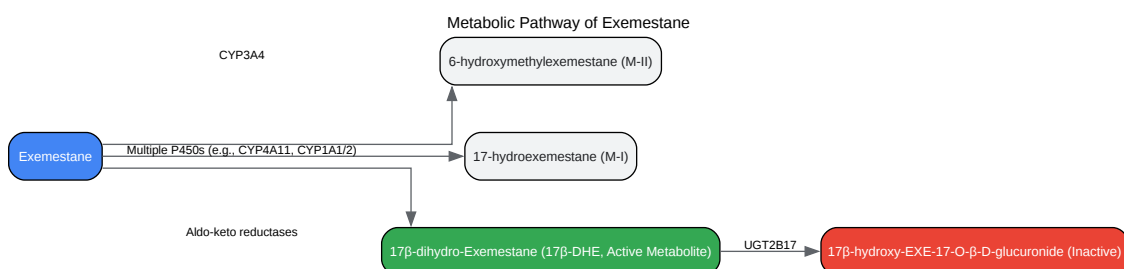 Metabolic Pathway of Exemestane
CYP3A4
6-hydroxymethylexemestane (M-II)
Exemestane
Multiple P450s (e.g., CYP4A11, CYP1A1/2)
17-hydroexemestane (M-I)
Aldo-keto reductases
17β-dihydro-Exemestane (17β-DHE, Active Metabolite)
UGT2B17
17β-hydroxy-EXE-17-O-β-D-glucuronide (Inactive)